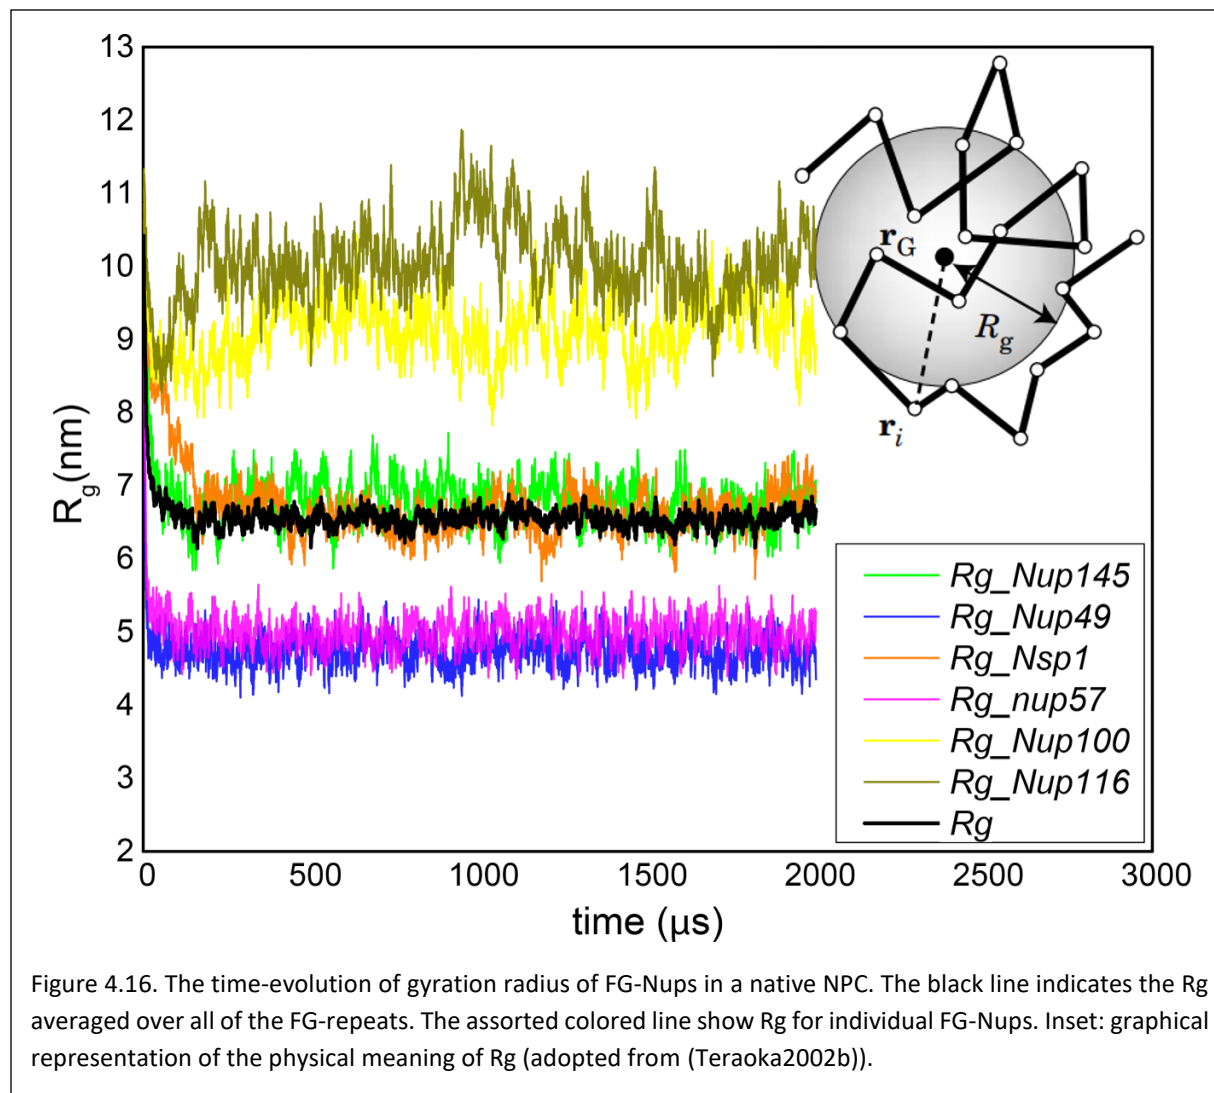 13
12
11
10
9
8
7
6
5
4
3
2
R_g(nm)
0
500
1000
1500
2000
2500
3000
time (μs)
r_G
R_g
r_i
Rg_Nup145
Rg_Nup49
Rg_Nsp1
Rg_nup57
Rg_Nup100
Rg_Nup116
Rg
Figure 4.16. The time-evolution of gyration radius of FG-Nups in a native NPC. The black line indicates the Rg
averaged over all of the FG-repeats. The assorted colored line show Rg for individual FG-Nups. Inset: graphical
representation of the physical meaning of Rg (adopted from (Teraoka2002b)).